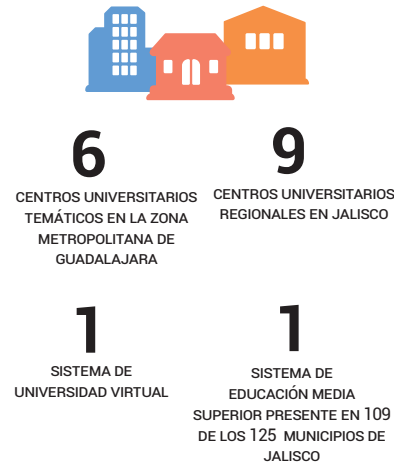 6
CENTROS UNIVERSITARIOS
TEMÁTICOS EN LA ZONA
METROPOLITANA DE
GUADALAJARA
9
CENTROS UNIVERSITARIOS
REGIONALES EN JALISCO
1
SISTEMA DE
UNIVERSIDAD VIRTUAL
1
SISTEMA DE
EDUCACIÓN MEDIA
SUPERIOR PRESENTE EN 109
DE LOS 125 MUNICIPIOS DE
JALISCO